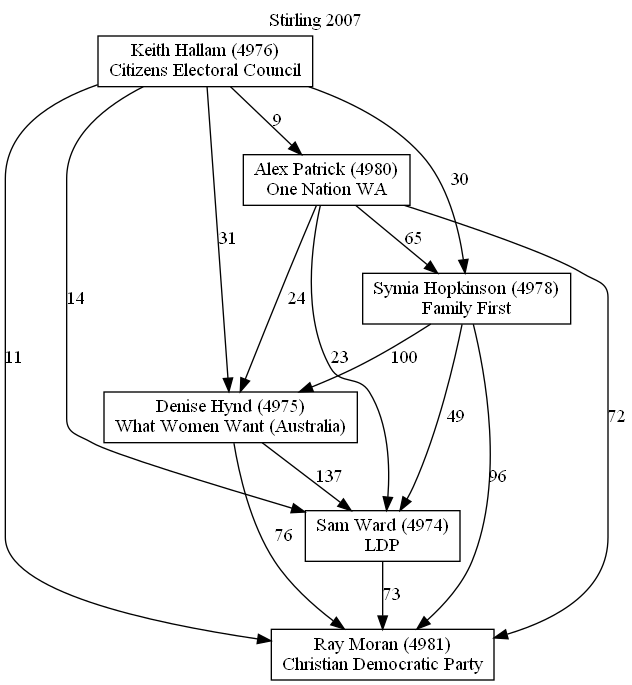 Stirling 2007
Keith Hallam (4976)
Citizens Electoral Council
9
Alex Patrick (4980)
One Nation WA
30
31
65
Symia Hopkinson (4978)
Family First
14
24
11
23
100
Denise Hynd (4975)
What Women Want (Australia)
49
72
137
96
Sam Ward (4974)
LDP
76
73
Ray Moran (4981)
Christian Democratic Party